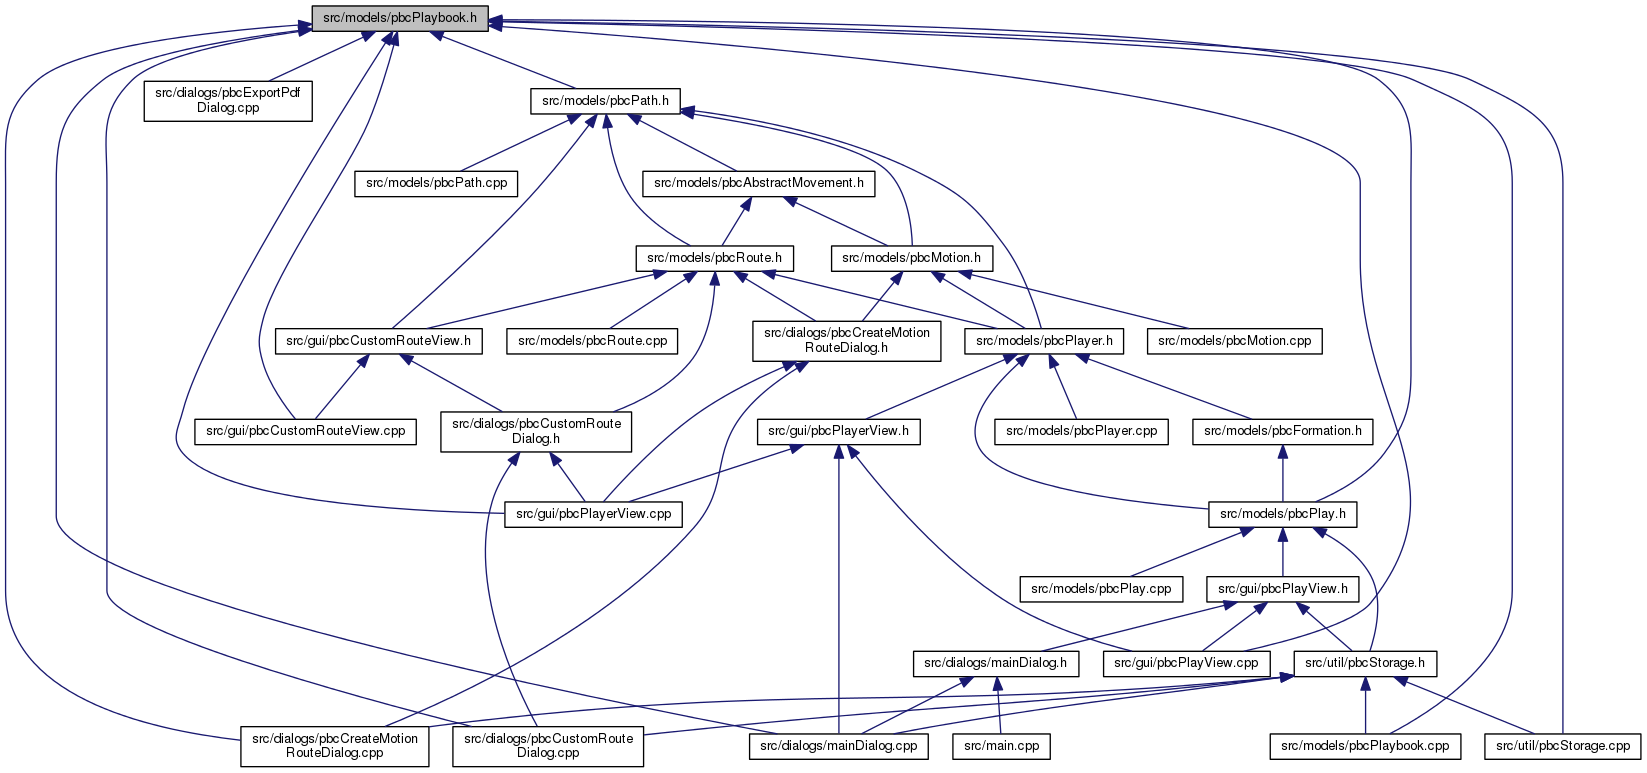 src/models/pbcPlaybook.h
src/dialogs/pbcExportPdf
Dialog.cpp
src/models/pbcPath.h
src/models/pbcPath.cpp
src/models/pbcAbstractMovement.h
src/models/pbcRoute.h
src/models/pbcMotion.h
src/gui/pbcCustomRouteView.h
src/models/pbcRoute.cpp
src/dialogs/pbcCreateMotion
RouteDialog.h
src/models/pbcPlayer.h
src/models/pbcMotion.cpp
src/gui/pbcCustomRouteView.cpp
src/dialogs/pbcCustomRoute
Dialog.h
src/gui/pbcPlayerView.h
src/models/pbcPlayer.cpp
src/models/pbcFormation.h
src/gui/pbcPlayerView.cpp
src/models/pbcPlay.h
src/models/pbcPlay.cpp
src/gui/pbcPlayView.h
src/dialogs/mainDialog.h
src/gui/pbcPlayView.cpp
src/util/pbcStorage.h
src/dialogs/pbcCreateMotion
RouteDialog.cpp
src/dialogs/pbcCustomRoute
Dialog.cpp
src/dialogs/mainDialog.cpp
src/main.cpp
src/models/pbcPlaybook.cpp
src/util/pbcStorage.cpp